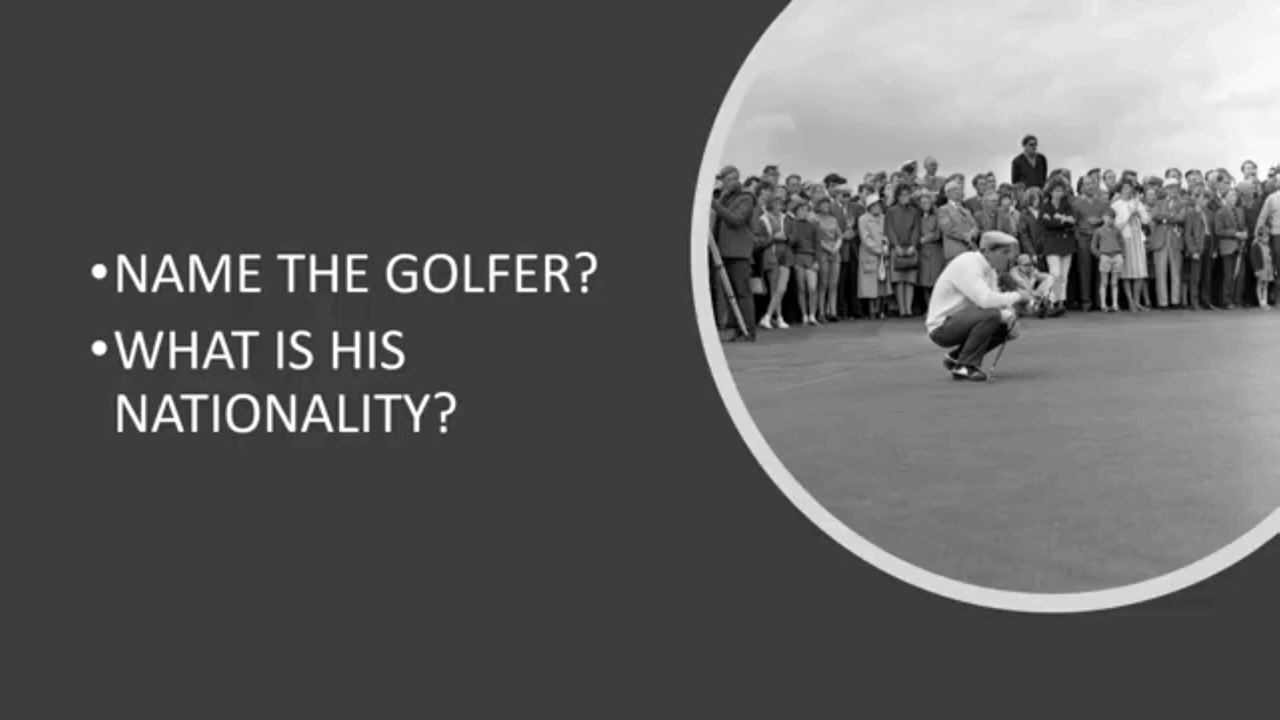 •NAME THE GOLFER?
•WHAT IS HIS
NATIONALITY?